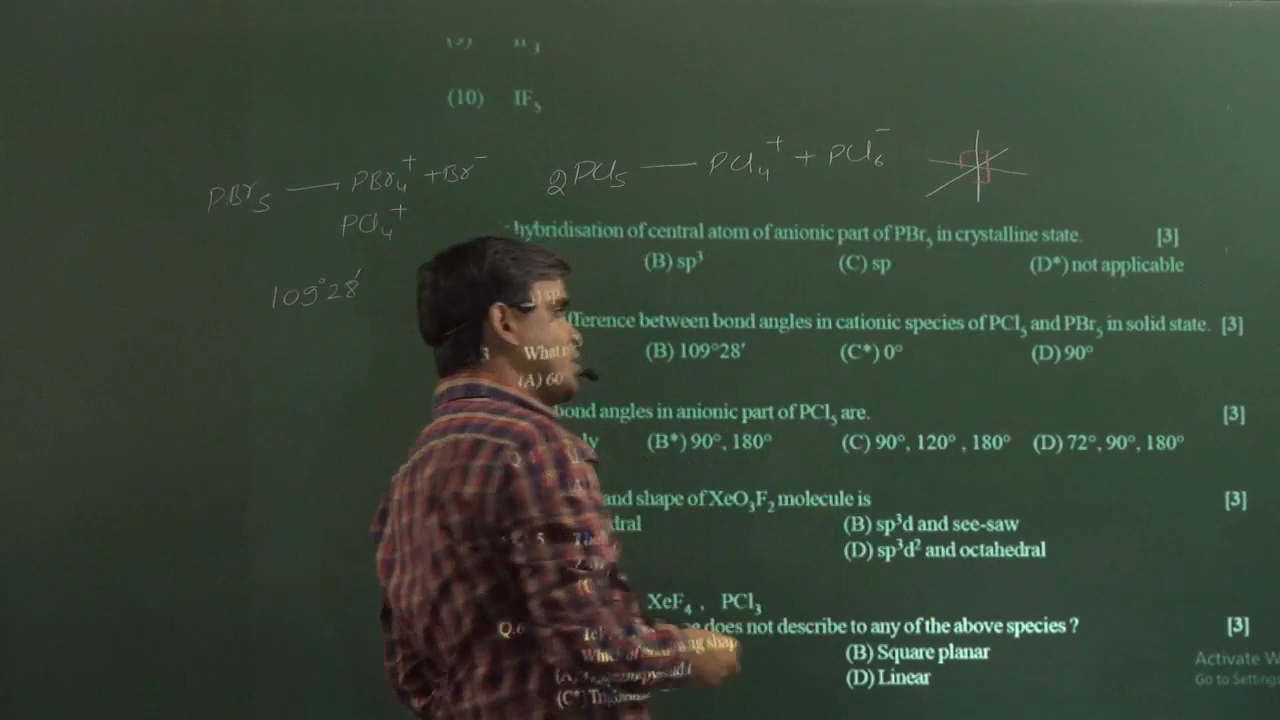 (10) IF₅
PBr₅ ⟶ PBr₄⁺ + Br⁻
2PCl₅ — PCl₄⁺ + PCl₆⁻
PCl₄⁺
109°28′
hybridisation of central atom of anionic part of PBr₅ in crystalline state. [3]
(B) sp³ (C) sp (D*) not applicable
between bond angles in cationic species of PCl₅ and PBr₅ in solid state. [3]
What
(A) 60° (B) 109°28′ (C*) 0° (D) 90°
bond angles in anionic part of PCl₅ are. [3]
(B*) 90°, 180° (C) 90°, 120° , 180° (D) 72°, 90°, 180°
and shape of XeO₃F₂ molecule is [3]
(B) sp³d and see-saw
(D) sp³d² and octahedral
XeF₄ , PCl₃
Q.6 does not describe to any of the above species ? [3]
(B) Square planar
(D) Linear
Activate W
Go to Settings